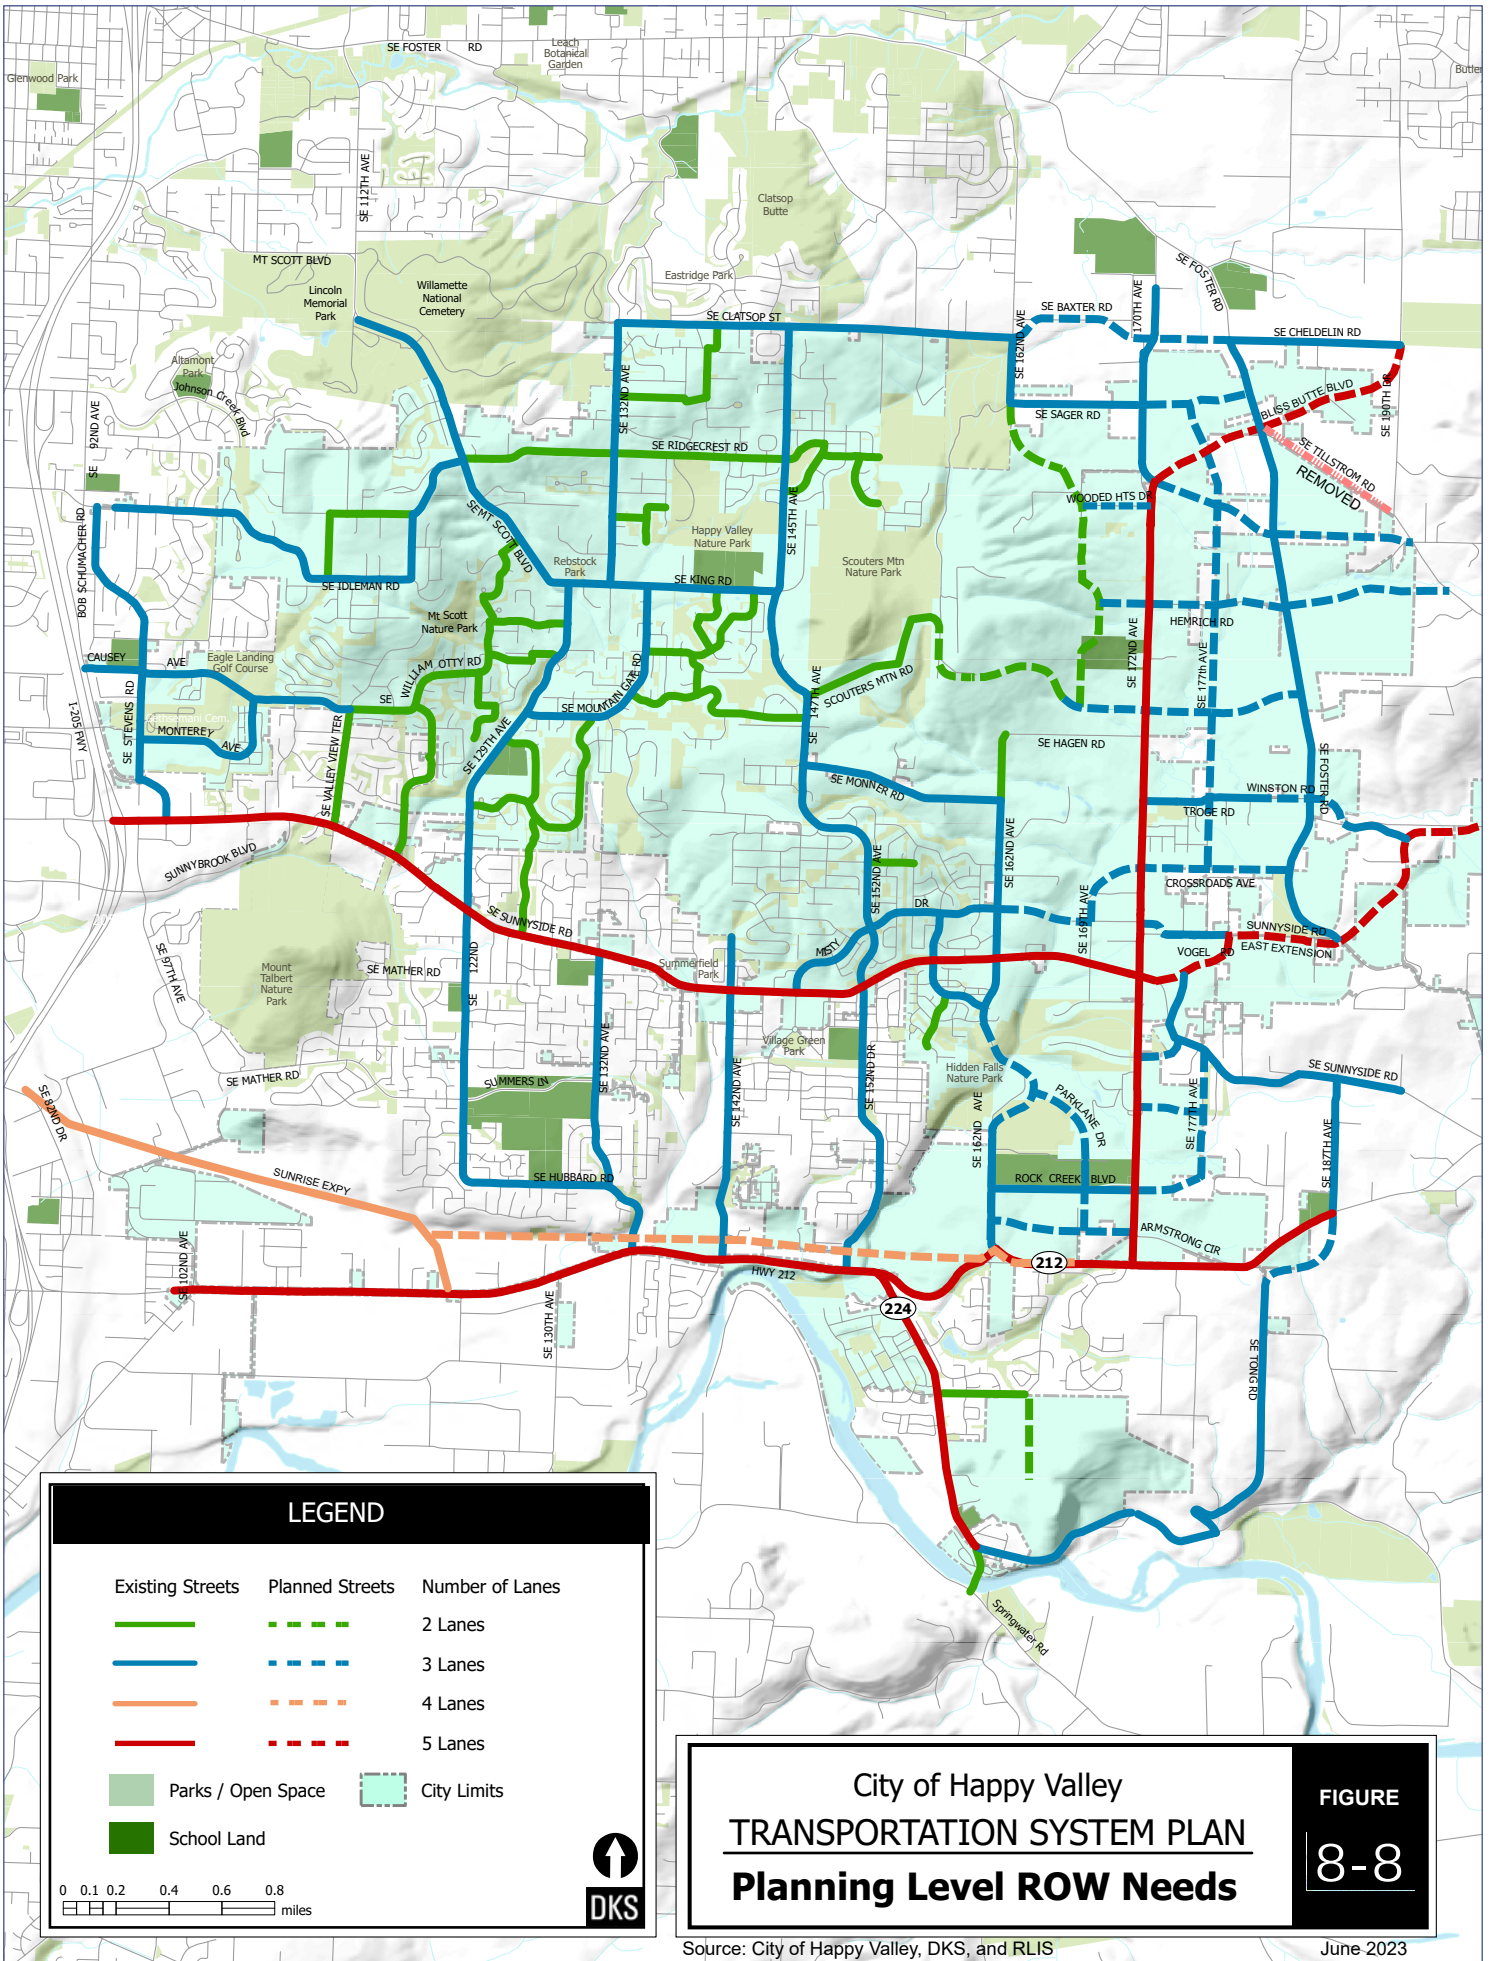 SE FOSTER RD
Leach
Botanical
Garden
Glenwood Park
SE 112TH AVE
Clatsop
Butte
MT SCOTT BLVD
Lincoln
Memorial
Park
Willamette
National
Cemetery
Eastridge Park
SE CLATSOP ST
SE FOSTER RD
170TH AVE
SE BAXTER RD
SE CHELDELIN RD
SE 162ND AVE
Altamont
Park
Johnson Creek Blvd
SE 92ND AVE
SE 132ND AVE
SE SAGER RD
BLISS BUTTE BLVD
SE 190TH DR
SE RIDGECREST RD
SE TILLSTROM RD
REMOVED
WOODED HTS DR
BOB SCHUMACHER RD
SE MT SCOTT BLVD
Happy Valley
Nature Park
SE 145TH AVE
Scouters Mtn
Nature Park
Rebstock
Park
SE KING RD
SE IDLEMAN RD
Mt Scott
Nature Park
HEMRICH RD
SE 172ND AVE
SE 177th AVE
CAUSEY AVE
Eagle Landing
Golf Course
SE WILLIAM OTTY RD
SE MOUNTAIN GATE RD
SCOUTERS MTN RD
SE 147TH AVE
I-205 FWY
SE STEVENS RD
Gethsemani Cem.
MONTEREY AVE
SE VALLEY VIEW TER
SE 129TH AVE
SE HAGEN RD
SE MONNER RD
SE FOSTER RD
WINSTON RD
TROGE RD
SUNNYBROOK BLVD
SE 152ND AVE
SE 162ND AVE
CROSSROADS AVE
SE 169TH AVE
MISTY DR
SE SUNNYSIDE RD
SUNNYSIDE RD
EAST EXTENSION
VOGEL RD
SE 97TH AVE
SE MATHER RD
SE 122ND
Summerfield
Park
Mount
Talbert
Nature
Park
Village Green
Park
Hidden Falls
Nature Park
SE SUNNYSIDE RD
SE 82ND DR
SE MATHER RD
SUMMERS LN
SE 132ND AVE
SE 142ND AVE
SE 152ND DR
SE 162ND AVE
PARKLANE DR
SE 177TH AVE
SE 187TH AVE
SUNRISE EXPY
SE HUBBARD RD
ROCK CREEK BLVD
ARMSTRONG CIR
SE 102ND AVE
HWY 212
212
224
SE 130TH AVE
SE TONG RD
Springwater Rd
LEGEND
Existing Streets Planned Streets Number of Lanes
2 Lanes
3 Lanes
4 Lanes
5 Lanes
Parks / Open Space City Limits
School Land
0 0.1 0.2 0.4 0.6 0.8
miles
DKS
City of Happy Valley
TRANSPORTATION SYSTEM PLAN
Planning Level ROW Needs
FIGURE
8-8
Source: City of Happy Valley, DKS, and RLIS June 2023